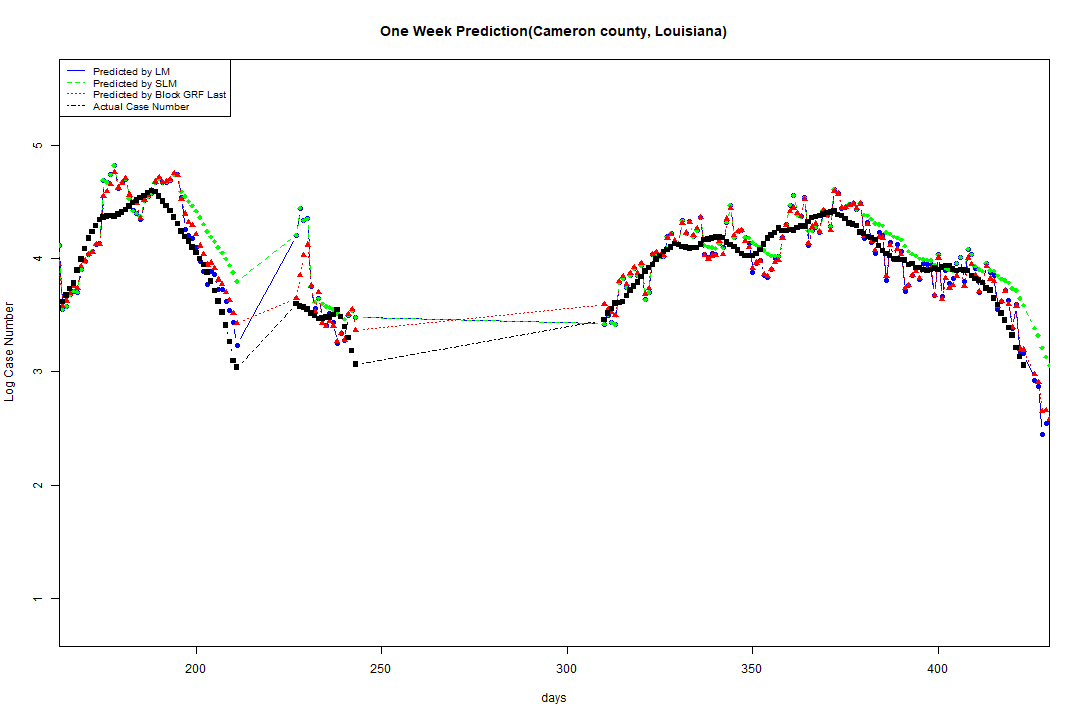 One Week Prediction(Cameron county, Louisiana)
Predicted by LM
Predicted by SLM
Predicted by Block GRF Last
Actual Case Number
5
4
3
2
1
Log Case Number
200 250 300 350 400
days